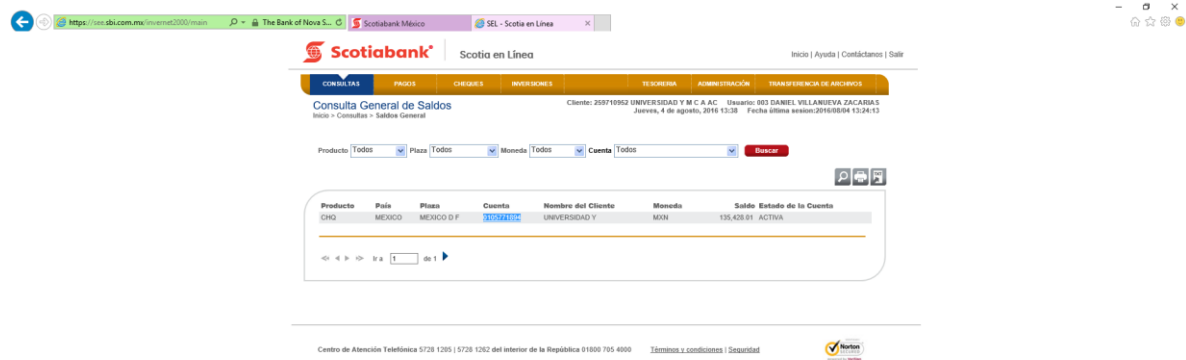 https://see.sbi.com.mx/invernet2000/main
The Bank of Nova S...
Scotiabank México
SEL - Scotia en Línea
Scotiabank® Scotia en Línea
Inicio | Ayuda | Contáctanos | Salir
CONSULTAS PAGOS CHEQUES INVERSIONES TESORERIA ADMINISTRACIÓN TRANSFERENCIA DE ARCHIVOS
Consulta General de Saldos
Cliente: 259710952 UNIVERSIDAD Y M C A AC Usuario: 003 DANIEL VILLANUEVA ZACARIAS
Inicio > Consultas > Saldos General
Jueves, 4 de agosto, 2016 13:38 Fecha última sesion:2016/08/04 13:24:13
Producto Todos Plaza Todos Moneda Todos Cuenta Todos Buscar
Producto País Plaza Cuenta Nombre del Cliente Moneda Saldo Estado de la Cuenta
CHQ MEXICO MEXICO D F 0105771894 UNIVERSIDAD Y MXN 135,428.01 ACTIVA
Ir a 1 de 1
Centro de Atención Telefónica 5728 1205 | 5728 1262 del interior de la República 01800 705 4000 Términos y condiciones | Seguridad
Norton